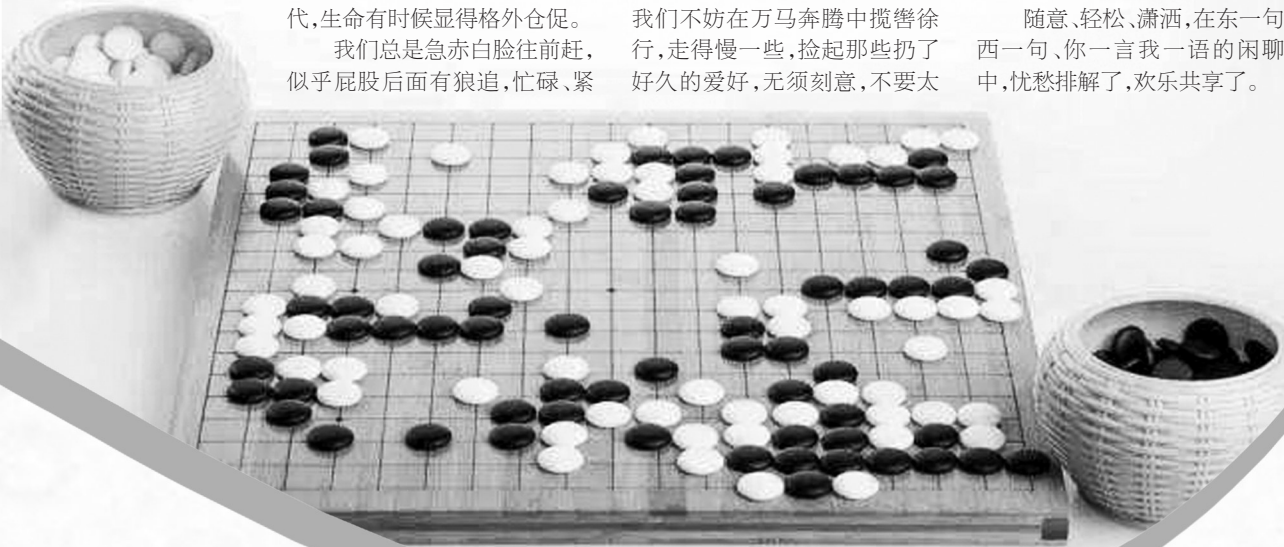 代,生命有时候显得格外仓促。
我们总是急赤白脸往前赶,
似乎屁股后面有狼追,忙碌、紧
我们不妨在万马奔腾中揽辔徐
行,走得慢一些,捡起那些扔了
好久的爱好,无须刻意,不要太
随意、轻松、潇洒,在东一句
西一句、你一言我一语的闲聊
中,忧愁排解了,欢乐共享了。